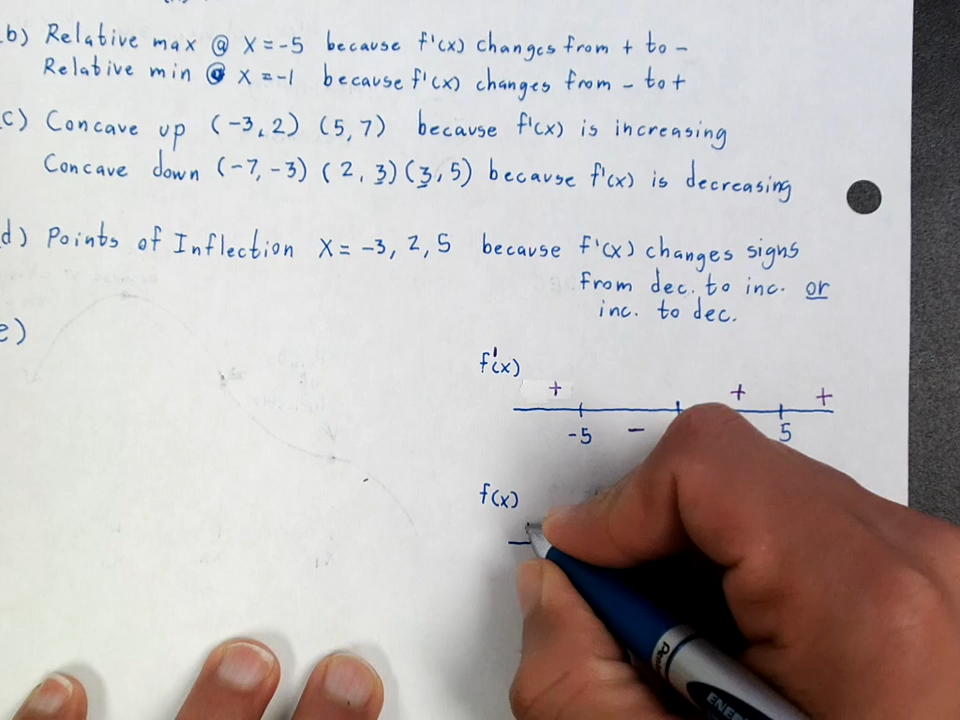 b) Relative max @ x = -5 because f'(x) changes from + to -
Relative min @ x = -1 because f'(x) changes from - to +
c) Concave up (-3, 2) (5, 7) because f'(x) is increasing
Concave down (-7, -3) (2, 3) (3, 5) because f'(x) is decreasing
d) Points of Inflection x = -3, 2, 5 because f'(x) changes signs
from dec. to inc. or
inc. to dec.
e)
f'(x)
+ + +
-5 - 5
f(x)